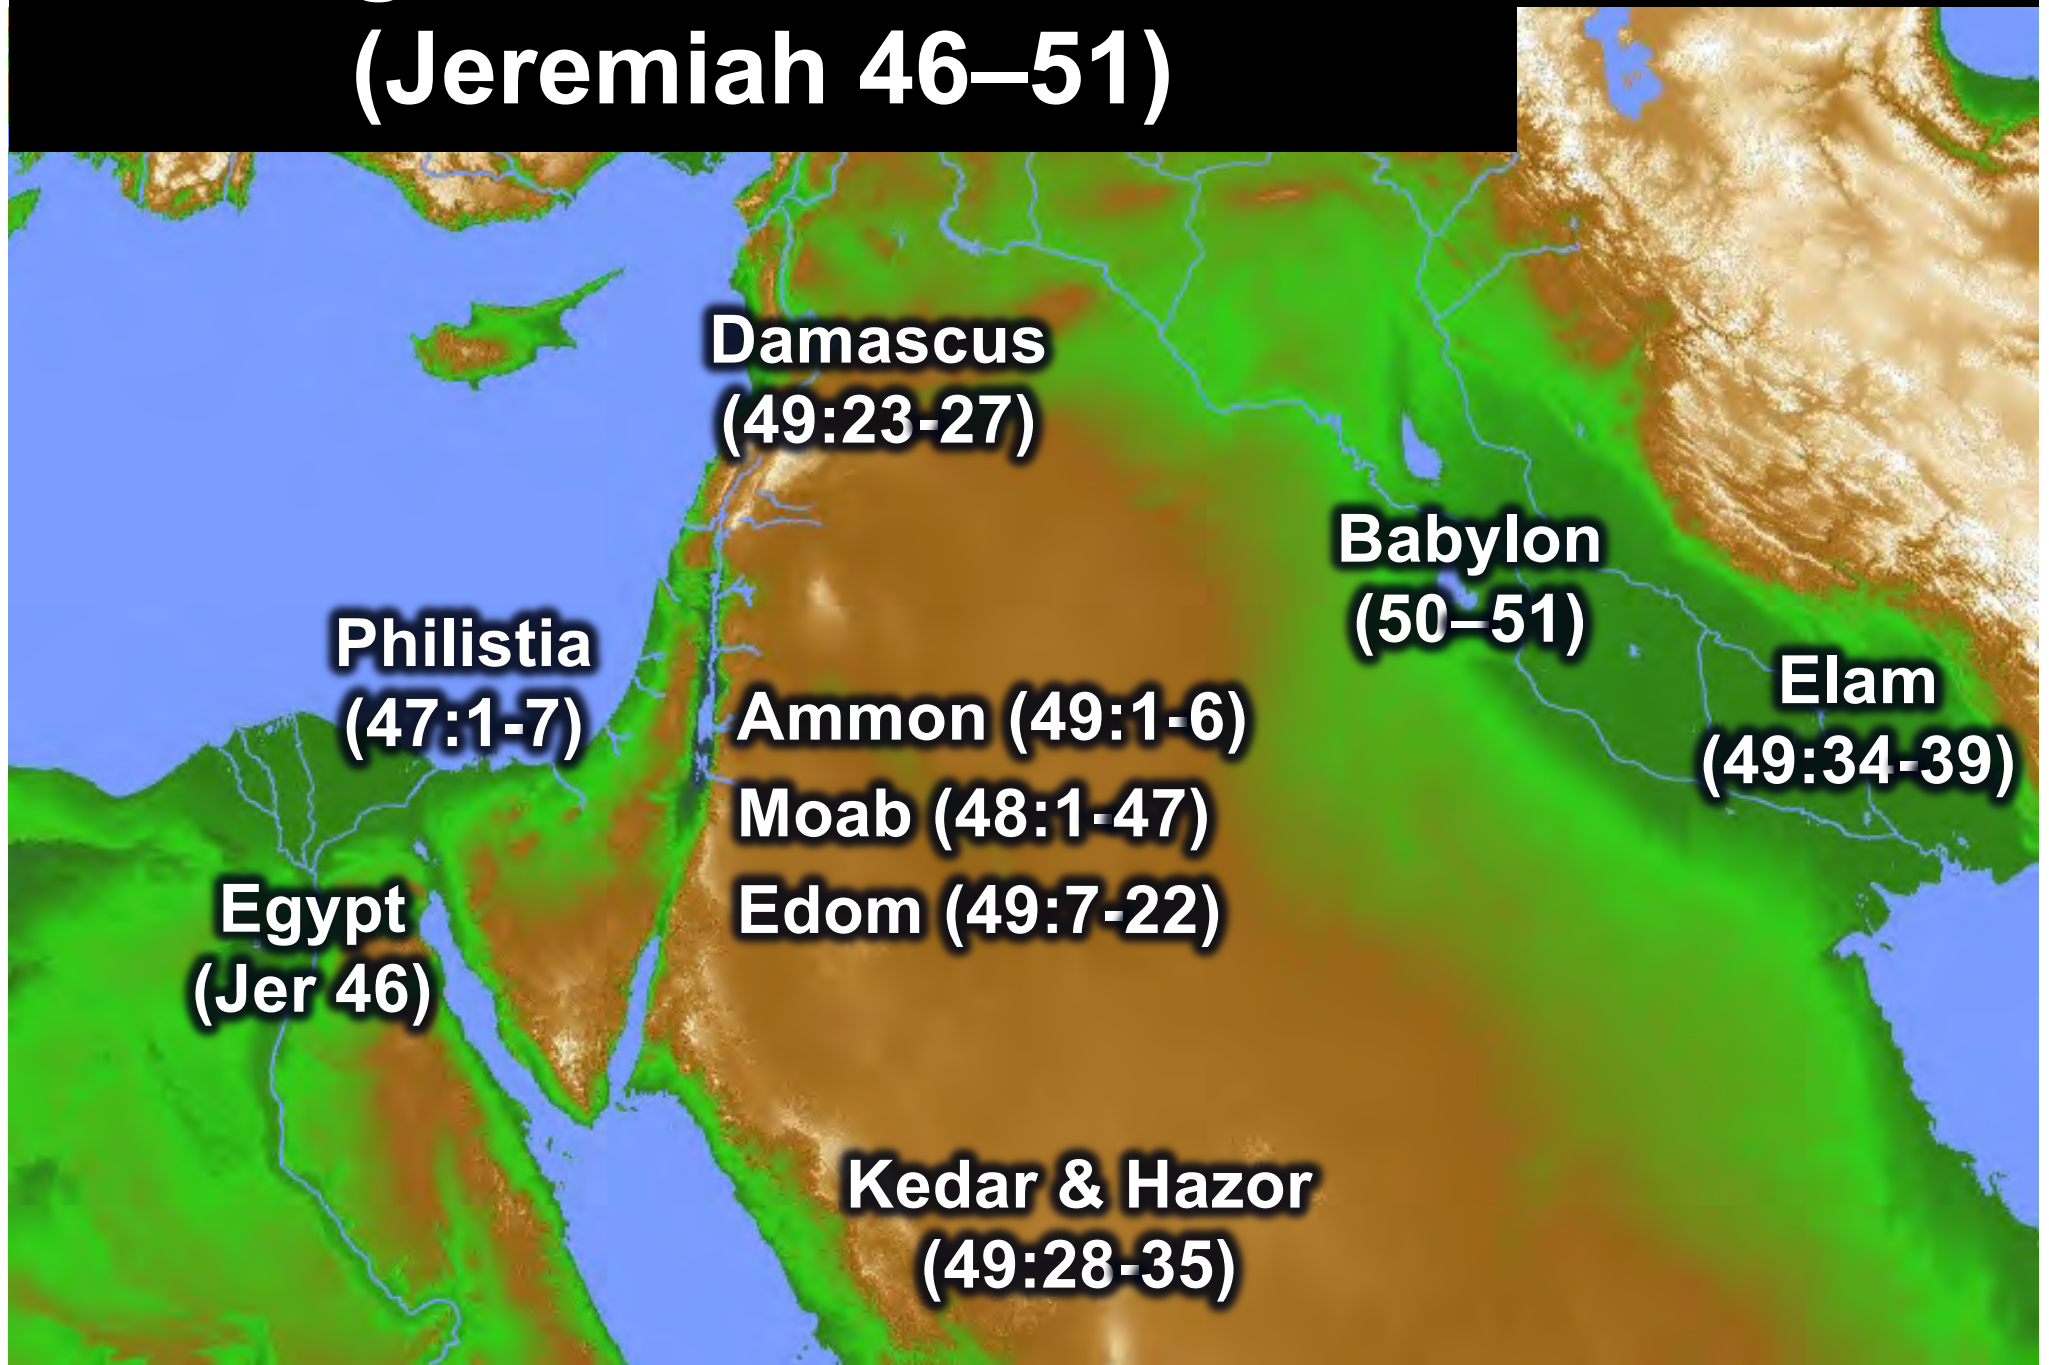 (Jeremiah 46–51)
Damascus
(49:23-27)
Babylon
(50–51)
Philistia
(47:1-7)
Elam
(49:34-39)
Ammon (49:1-6)
Moab (48:1-47)
Edom (49:7-22)
Egypt
(Jer 46)
Kedar & Hazor
(49:28-35)